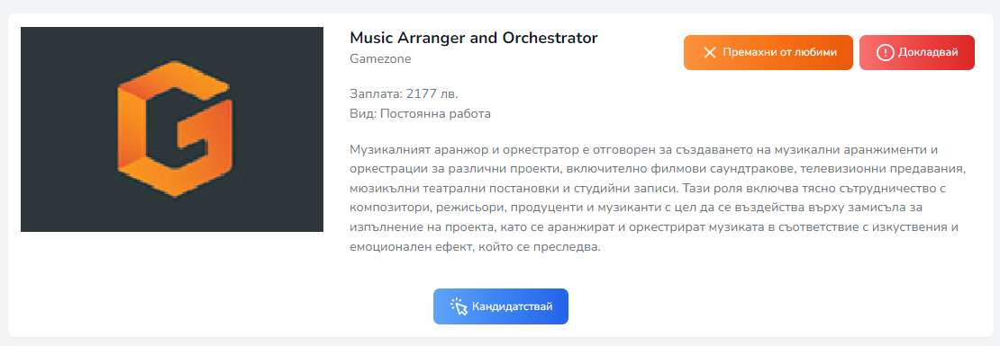 Music Arranger and Orchestrator
Gamezone
Премахни от любими
Докладвай
Заплата: 2177 лв.
Вид: Постоянна работа
Музикалният аранжор и оркестратор е отговорен за създаването на музикални аранжименти и
оркестрации за различни проекти, включително филмови саундтракове, телевизионни предавания,
мюзикълни театрални постановки и студийни записи. Тази роля включва тясно сътрудничество с
композитори, режисьори, продуценти и музиканти с цел да се въздейства върху замисъла за
изпълнение на проекта, като се аранжират и оркестрират музиката в съответствие с изкуствения и
емоционален ефект, който се преследва.
Кандидатствай